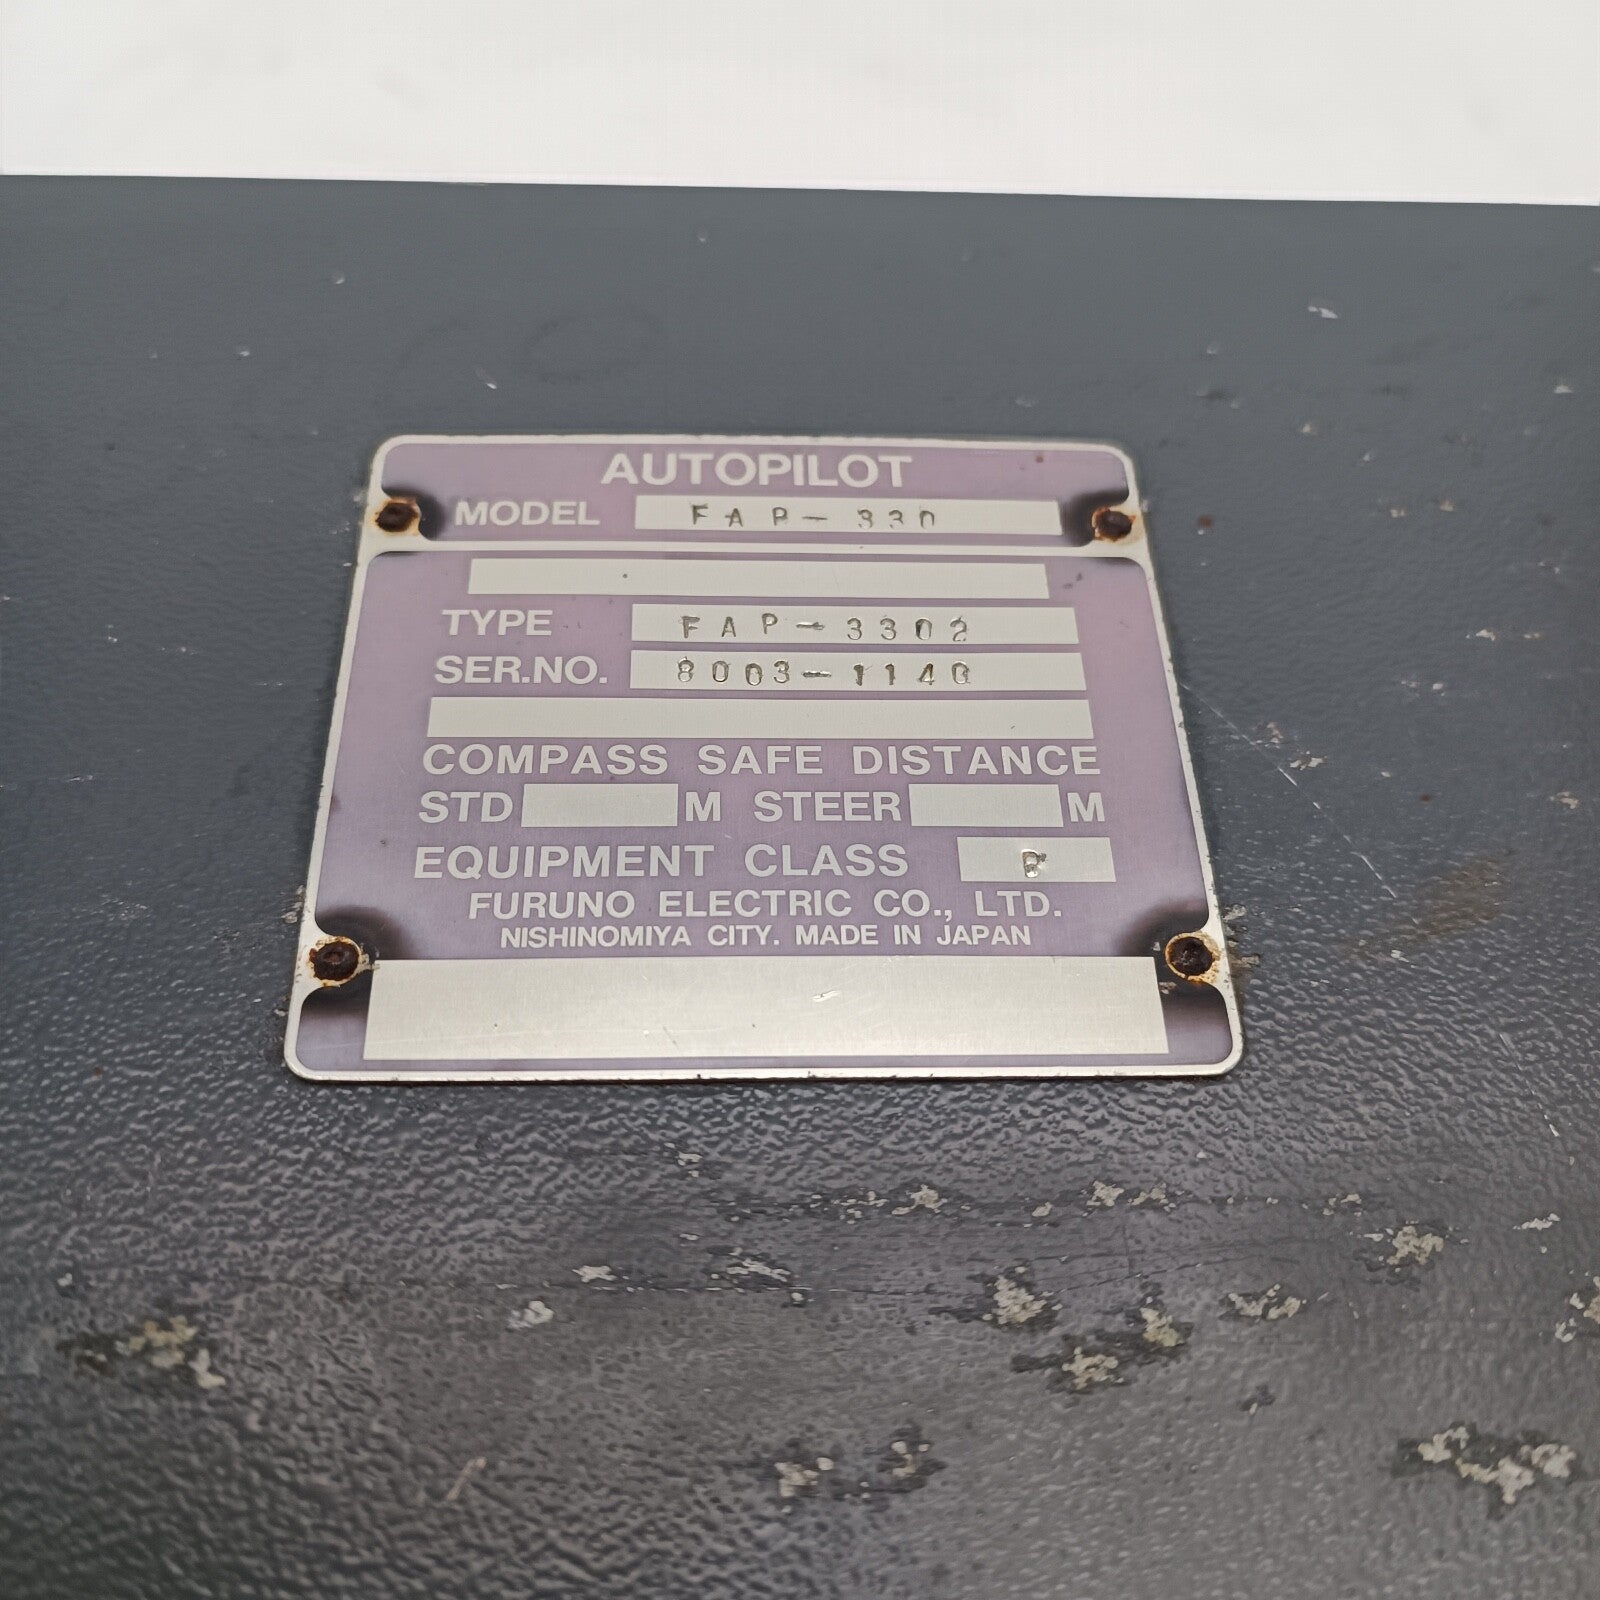 AUTOPILOT
MODEL FAP-330
TYPE FAP-3302
SER.NO. 8003-1140
COMPASS SAFE DISTANCE
STD M STEER M
EQUIPMENT CLASS
FURUNO ELECTRIC CO., LTD.
NISHINOMIYA CITY. MADE IN JAPAN